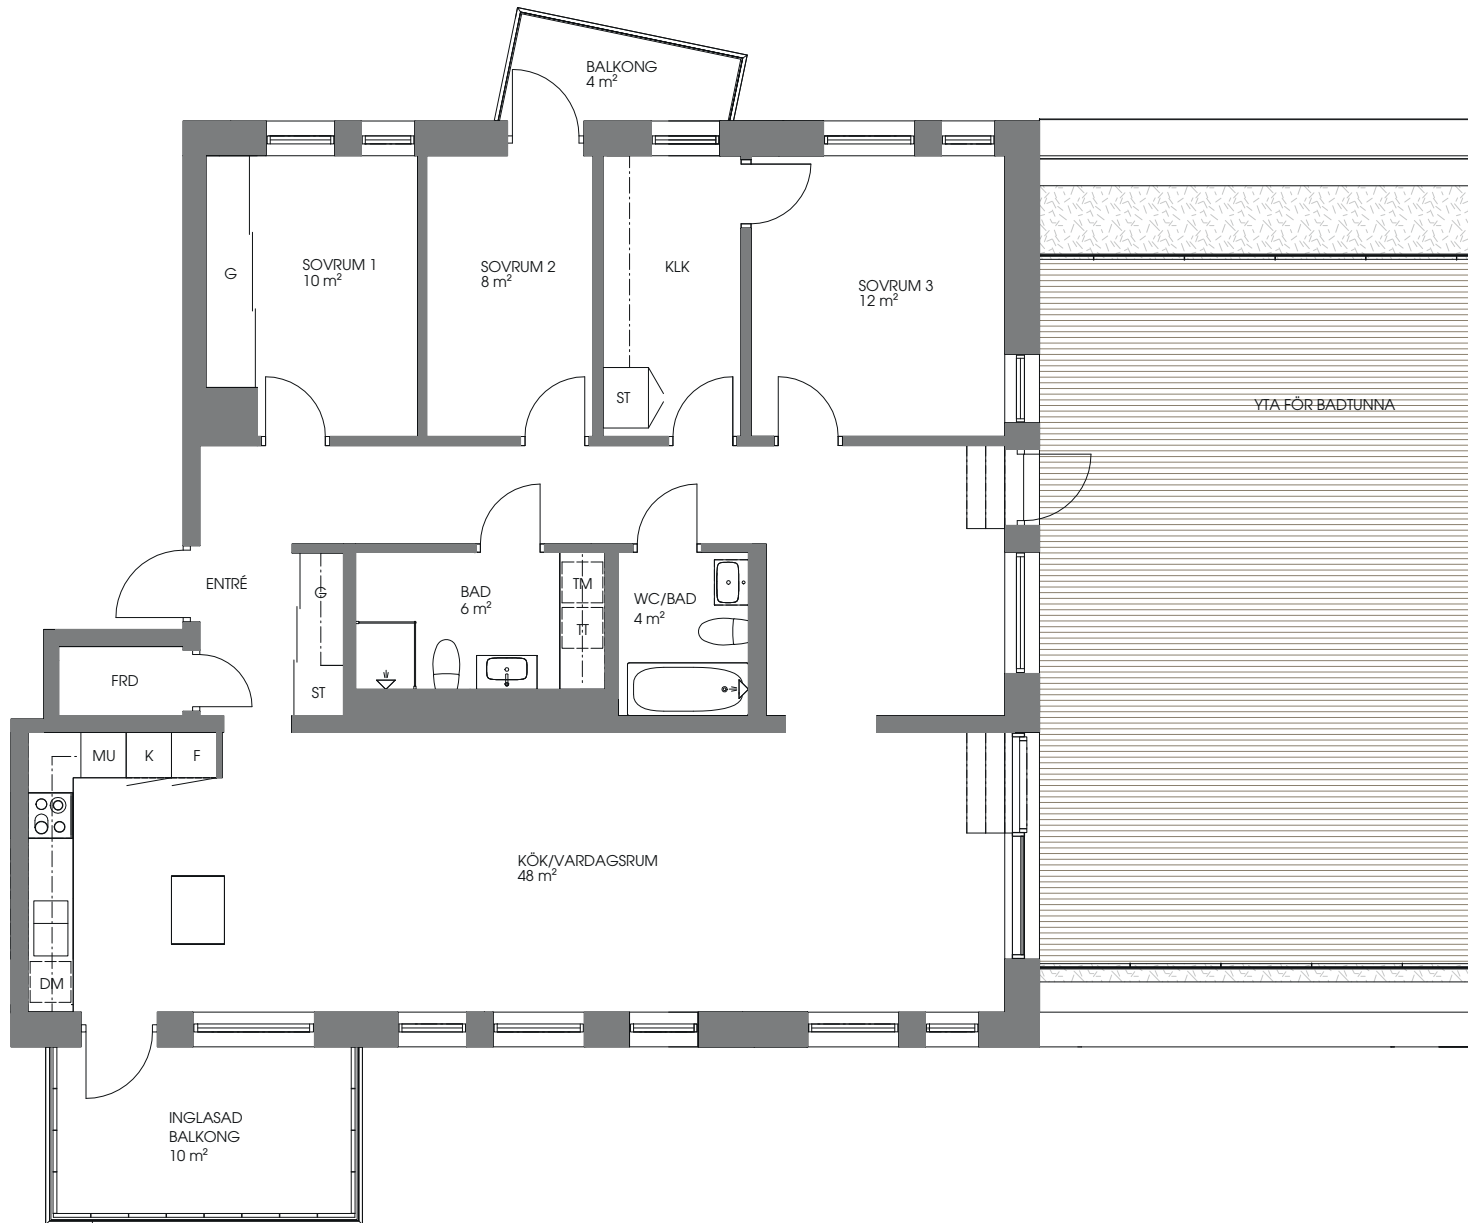 BALKONG
4 m²
SOVRUM 1
10 m²
G
SOVRUM 2
8 m²
KLK
ST
SOVRUM 3
12 m²
YTA FÖR BADTUNNA
ENTRÉ
G
ST
BAD
6 m²
TM
TT
WC/BAD
4 m²
FRD
MU
K
F
KÖK/VARDAGSRUM
48 m²
DM
INGLASAD
BALKONG
10 m²